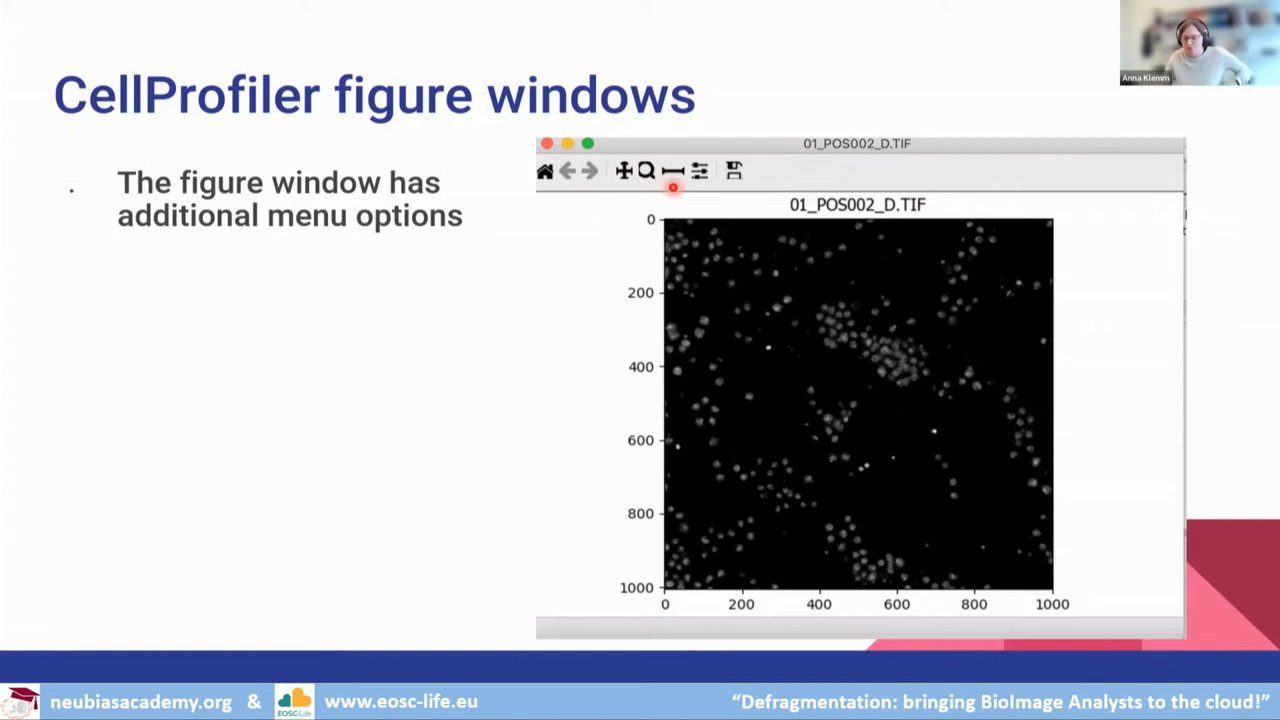 Anna Klemm
CellProfiler figure windows
. The figure window has
additional menu options
01_POS002_D.TIF
01_POS002_D.TIF
0
200
400
600
800
1000
0 200 400 600 800 1000
neubiasacademy.org & EOSC-Life www.eosc-life.eu “Defragmentation: bringing BioImage Analysts to the cloud!”